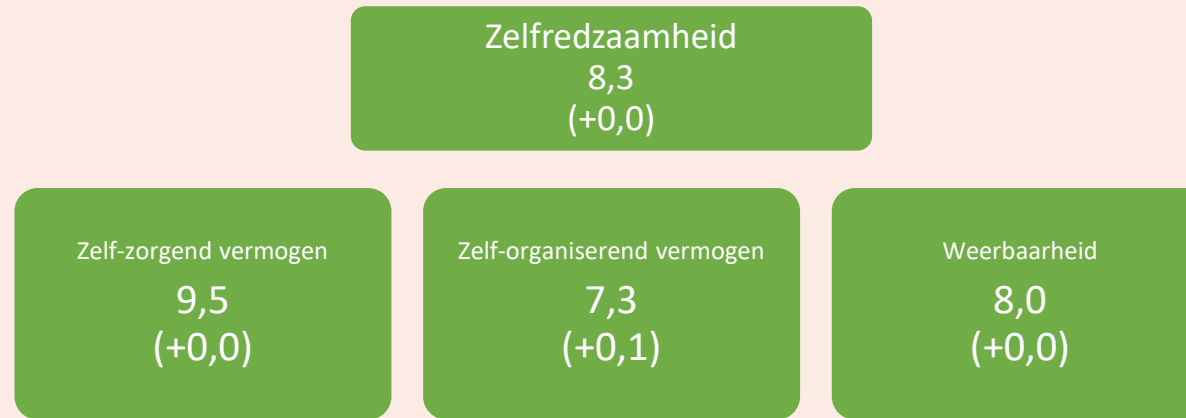 Zelfredzaamheid
8,3
(+0,0)
Zelf-zorgend vermogen
9,5
(+0,0)
Zelf-organiserend vermogen
7,3
(+0,1)
Weerbaarheid
8,0
(+0,0)